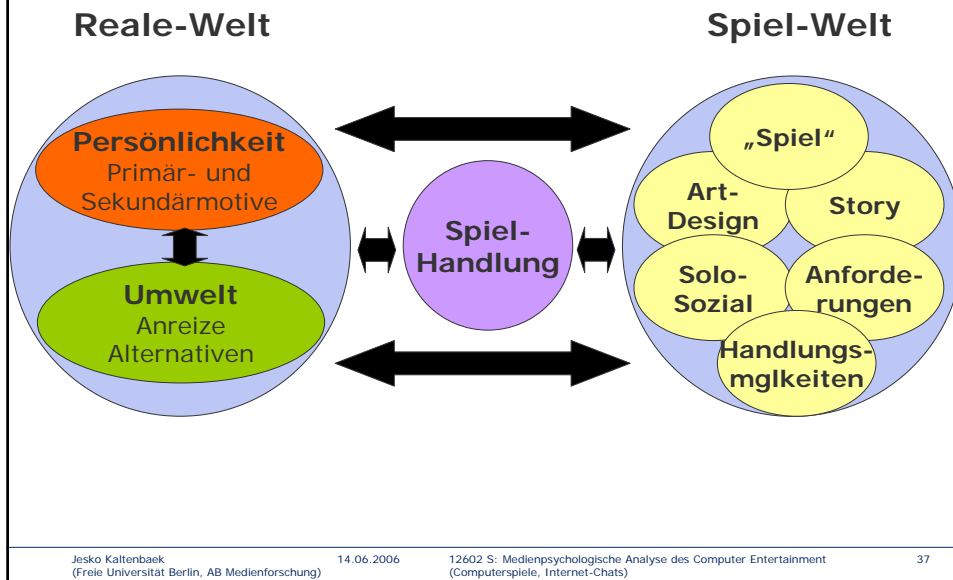 Reale-Welt
Spiel-Welt
Persönlichkeit
Primär- und
Sekundärmotive
Umwelt
Anreize
Alternativen
Spiel-
Handlung
„Spiel“
Art-
Design
Story
Solo-
Sozial
Anforde-
rungen
Handlungs-
mglkeiten
Jesko Kaltenbaek
(Freie Universität Berlin, AB Medienforschung)
14.06.2006
12602 S: Medienpsychologische Analyse des Computer Entertainment
(Computerspiele, Internet-Chats)
37